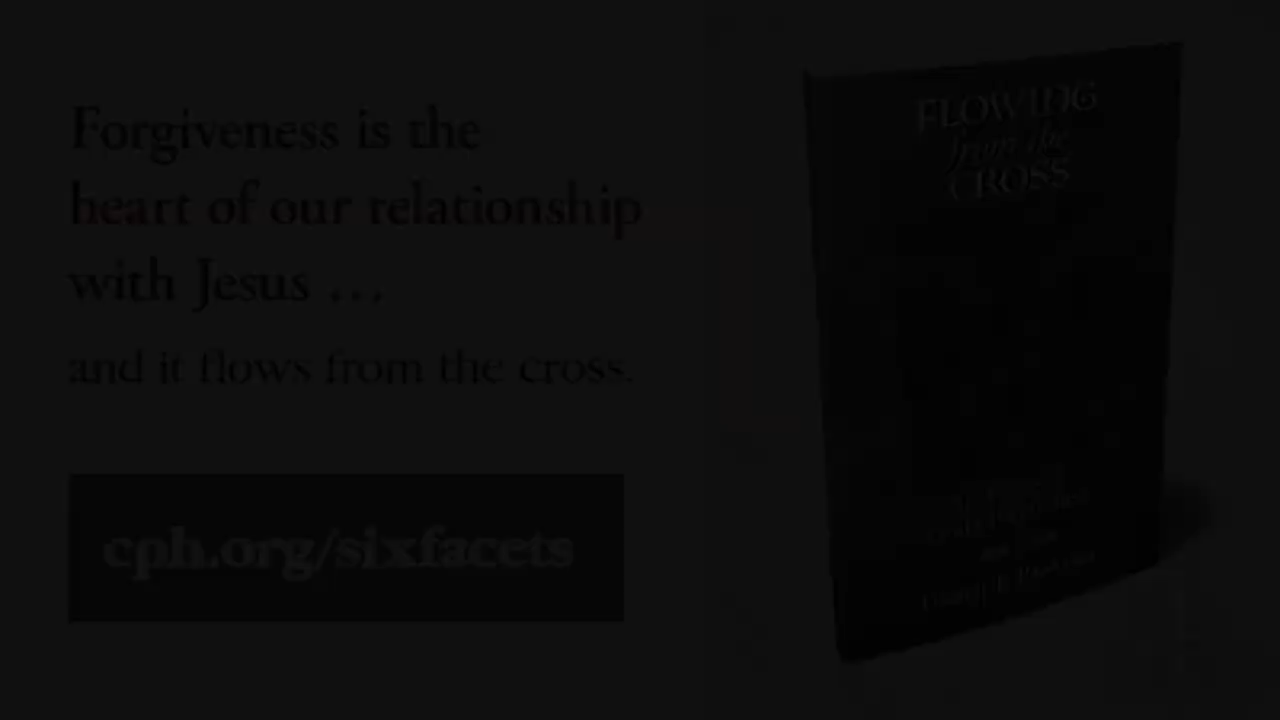 Forgiveness is the
heart of our relationship
with Jesus ...
and it flows from the cross.
cph.org/sixfacets
FLOWING
from the
CROSS